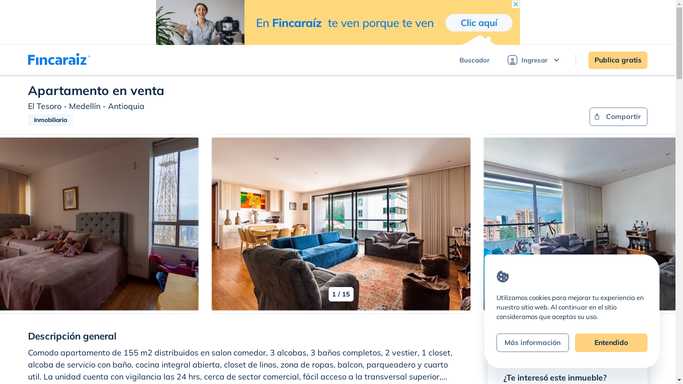 En Fincaraíz te ven porque te ven
Clic aquí
Fincaraiz
Buscador
Ingresar
Publica gratis
Apartamento en venta
El Tesoro - Medellín - Antioquia
Inmobiliaria
Compartir
1 / 15
Utilizamos cookies para mejorar tu experiencia en
nuestro sitio web. Al continuar en el sitio
consideramos que aceptas su uso.
Más información
Entendido
Descripción general
Comodo apartamento de 155 m2 distribuidos en salon comedor, 3 alcobas, 3 baños completos, 2 vestier, 1 closet,
alcoba de servicio con baño, cocina integral abierta, closet de linos, zona de ropas, balcon, parqueadero y cuarto
util. La unidad cuenta con vigilancia las 24 hrs, cerca de sector comercial, fácil acceso a la transversal superior,...
¿Te interesó este inmueble?